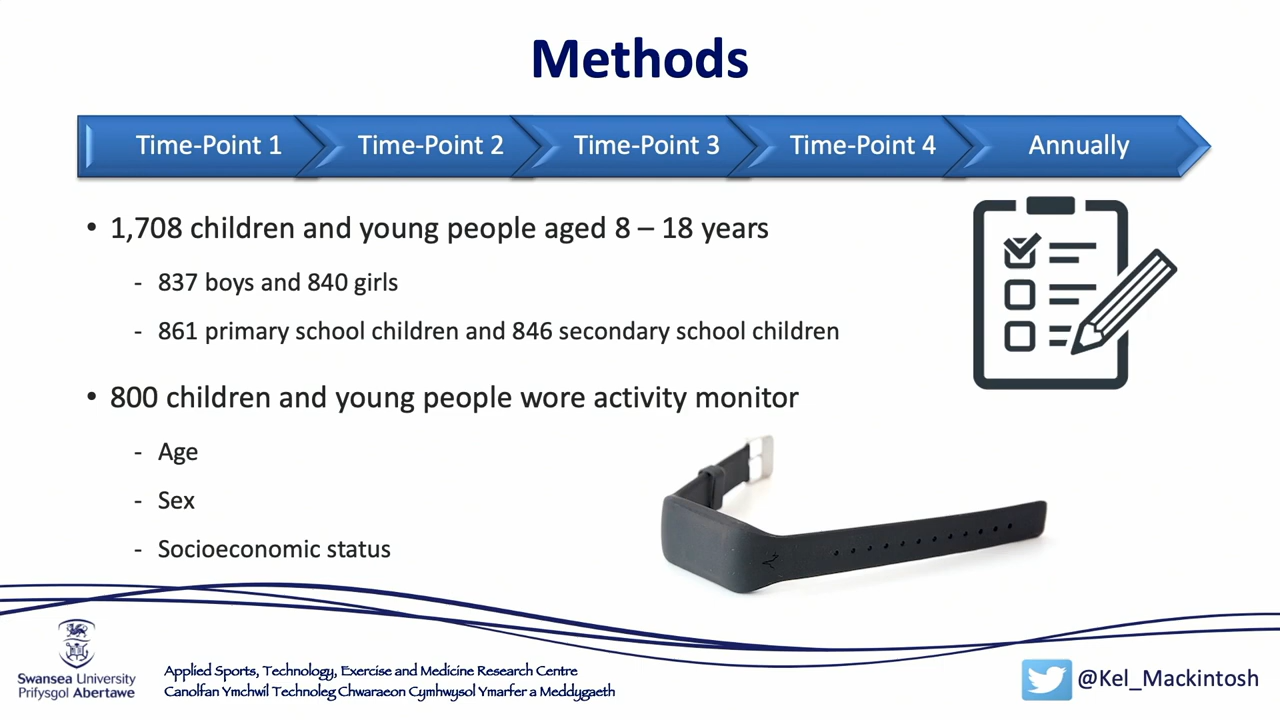 Methods
Time-Point 1 Time-Point 2 Time-Point 3 Time-Point 4 Annually
• 1,708 children and young people aged 8 – 18 years
- 837 boys and 840 girls
- 861 primary school children and 846 secondary school children
• 800 children and young people wore activity monitor
- Age
- Sex
- Socioeconomic status
Swansea University
Prifysgol Abertawe
Applied Sports, Technology, Exercise and Medicine Research Centre
Canolfan Ymchwil Technoleg Chwaraeon Cymhwysol Ymarfer a Meddygaeth
@Kel_Mackintosh